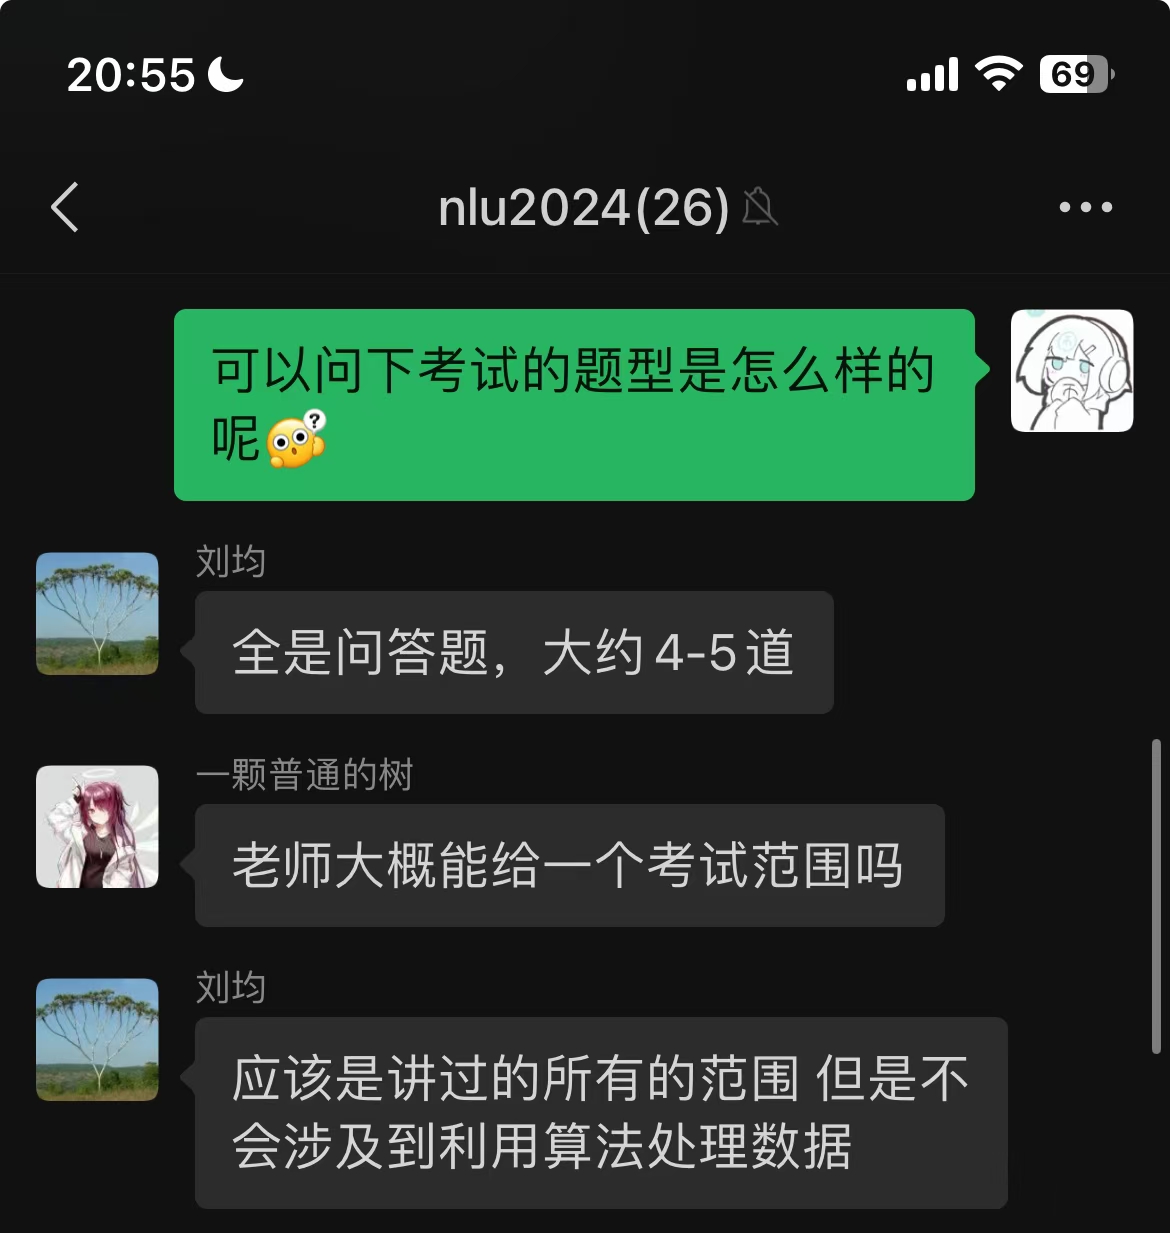 20:55
69
nlu2024(26)
可以问下考试的题型是怎么样的
呢
刘均
全是问答题，大约4-5道
一颗普通的树
老师大概能给一个考试范围吗
刘均
应该是讲过的所有的范围 但是不
会涉及到利用算法处理数据